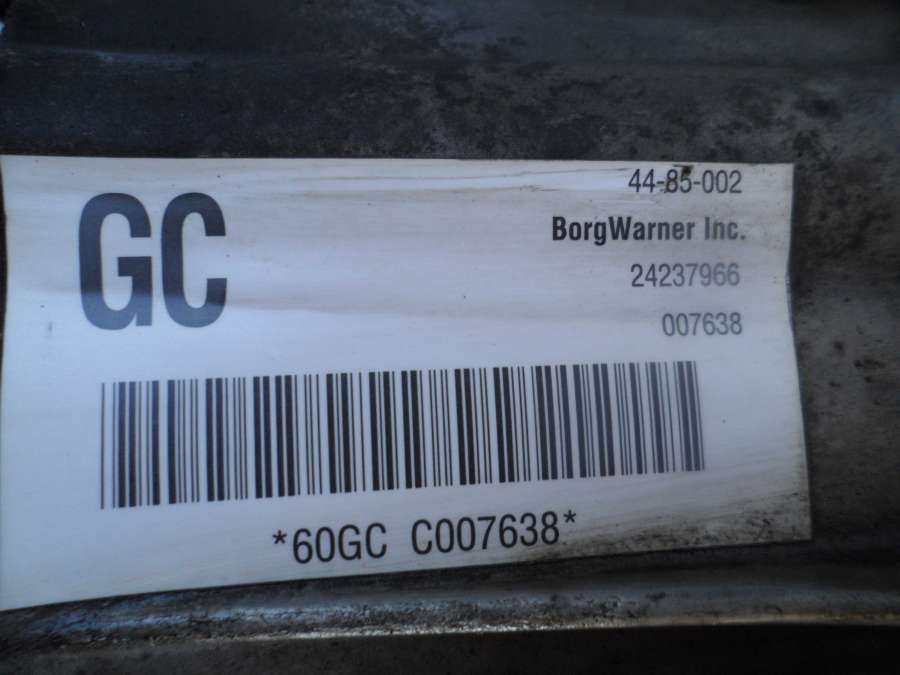 GC
44-85-002
BorgWarner Inc.
24237966
007638
*60GC C007638*